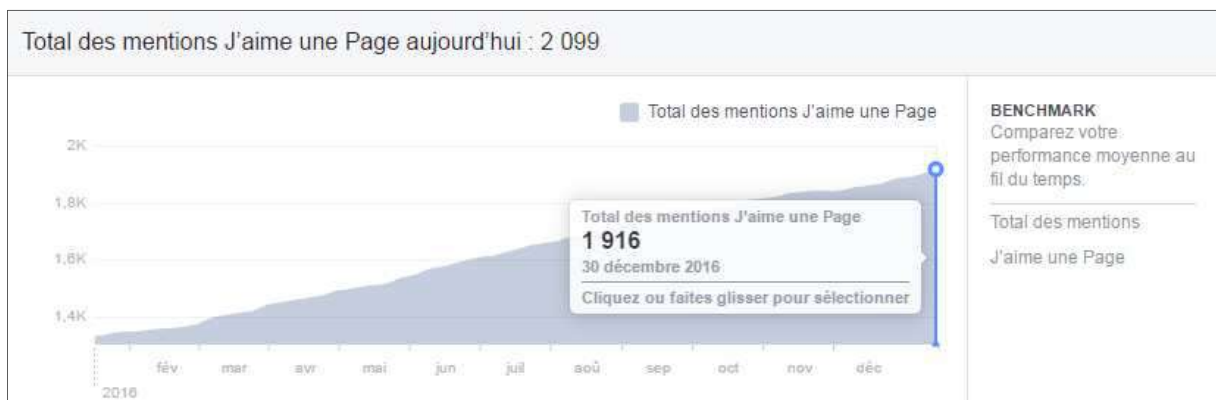 Total des mentions J'aime une Page aujourd'hui : 2 099
Total des mentions J'aime une Page
BENCHMARK
Comparez votre
performance moyenne au
fil du temps.
Total des mentions
J'aime une Page
2K
1,8K
1,6K
1,4K
Total des mentions J'aime une Page
1 916
30 décembre 2016
Cliquez ou faites glisser pour sélectionner
fév mar avr mai jun juil aoû sep oct nov déc
2016